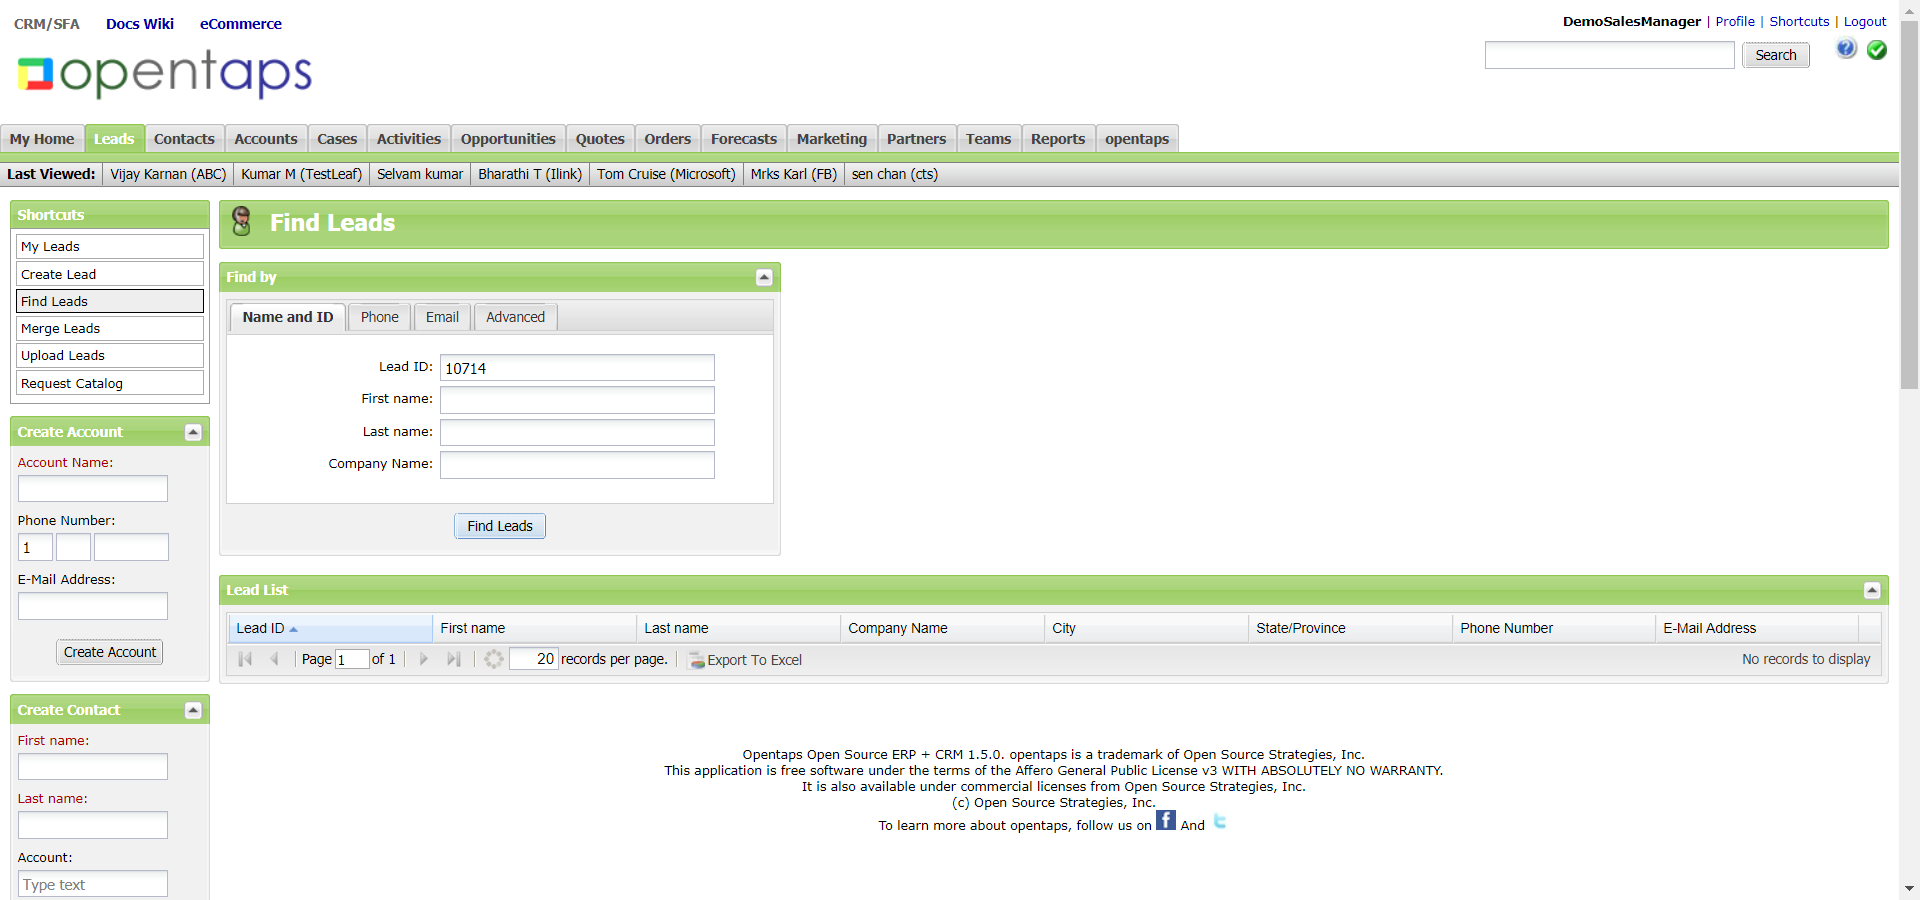 CRM/SFA Docs Wiki eCommerce
DemoSalesManager | Profile | Shortcuts | Logout
Search
opentaps
My Home Leads Contacts Accounts Cases Activities Opportunities Quotes Orders Forecasts Marketing Partners Teams Reports opentaps
Last Viewed: Vijay Karnan (ABC) Kumar M (TestLeaf) Selvam kumar Bharathi T (Ilink) Tom Cruise (Microsoft) Mrks Karl (FB) sen chan (cts)
Shortcuts
My Leads
Create Lead
Find Leads
Merge Leads
Upload Leads
Request Catalog
Create Account
Account Name:
Phone Number:
1
E-Mail Address:
Create Account
Create Contact
First name:
Last name:
Account:
Type text
Find Leads
Find by
Name and ID Phone Email Advanced
Lead ID: 10714
First name:
Last name:
Company Name:
Find Leads
Lead List
Lead ID First name Last name Company Name City State/Province Phone Number E-Mail Address
Page 1 of 1 20 records per page. Export To Excel No records to display
Opentaps Open Source ERP + CRM 1.5.0. opentaps is a trademark of Open Source Strategies, Inc.
This application is free software under the terms of the Affero General Public License v3 WITH ABSOLUTELY NO WARRANTY.
It is also available under commercial licenses from Open Source Strategies, Inc.
(c) Open Source Strategies, Inc.
To learn more about opentaps, follow us on f And t